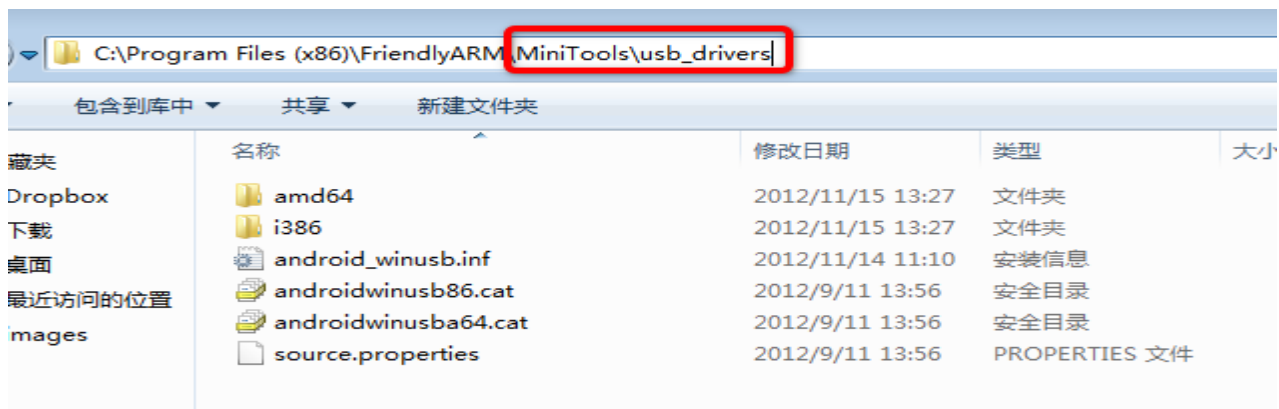 C:\Program Files (x86)\FriendlyARM\MiniTools\usb_drivers
包含到库中 共享 新建文件夹
名称 修改日期 类型 大小
藏夹
Dropbox
下载
桌面
最近访问的位置
images
amd64 2012/11/15 13:27 文件夹
i386 2012/11/15 13:27 文件夹
android_winusb.inf 2012/11/14 11:10 安装信息
androidwinusb86.cat 2012/9/11 13:56 安全目录
androidwinusba64.cat 2012/9/11 13:56 安全目录
source.properties 2012/9/11 13:56 PROPERTIES 文件